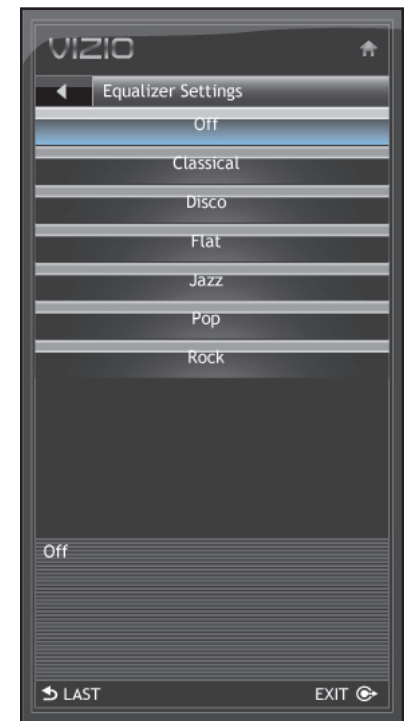 VIZIO
Equalizer Settings
Off
Classical
Disco
Flat
Jazz
Pop
Rock
Off
LAST EXIT